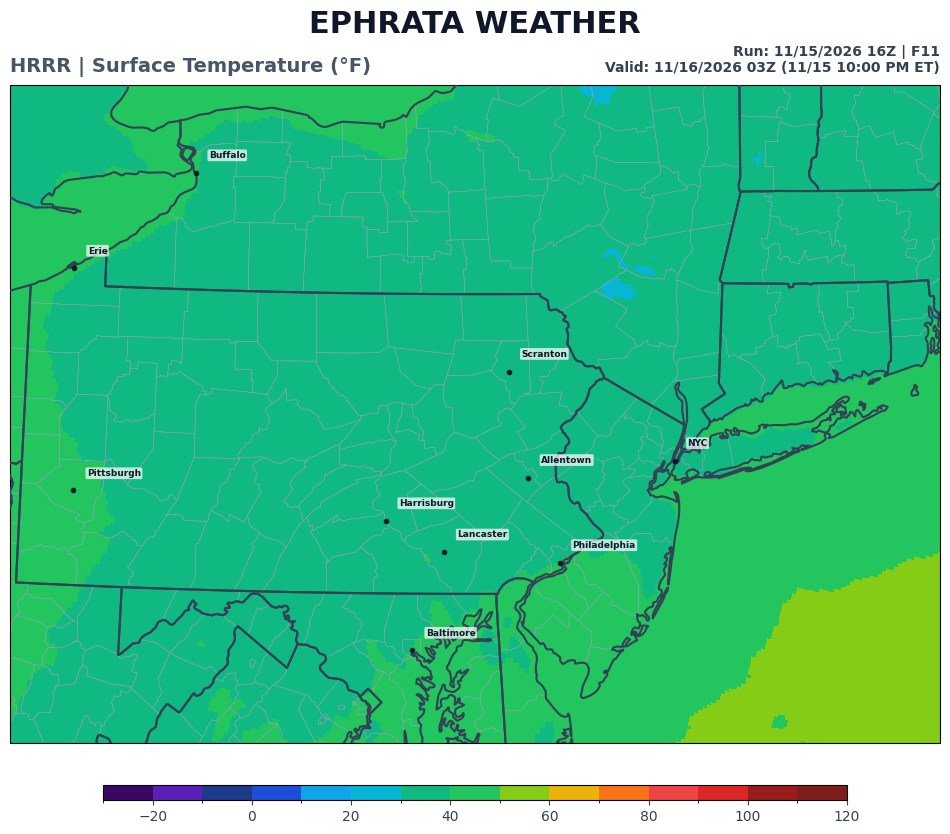 EPHRATA WEATHER
HRRR | Surface Temperature (°F)
Run: 11/15/2026 16Z | F11
Valid: 11/16/2026 03Z (11/15 10:00 PM ET)
Buffalo
Erie
Scranton
NYC
Allentown
Pittsburgh
Harrisburg
Lancaster
Philadelphia
Baltimore
−20 0 20 40 60 80 100 120